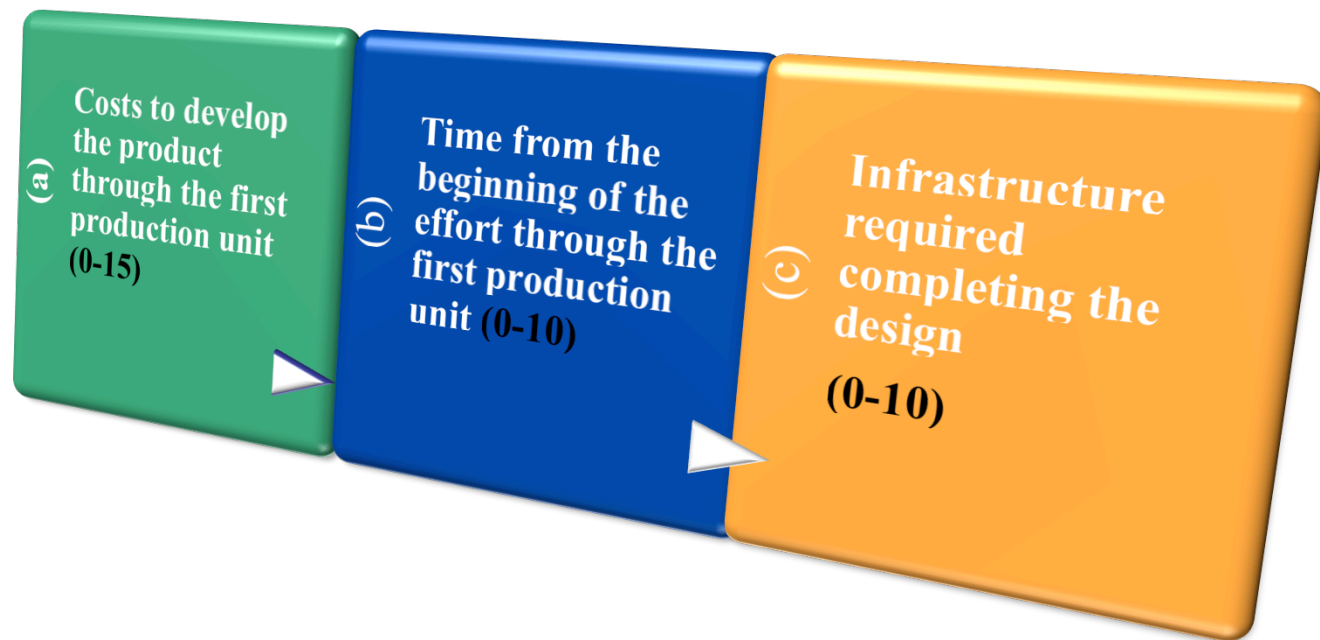 (a)
Costs to develop
the product
through the first
production unit
(0-15)
(b)
Time from the
beginning of the
effort through the
first production
unit (0-10)
(c)
Infrastructure
required
completing the
design
(0-10)